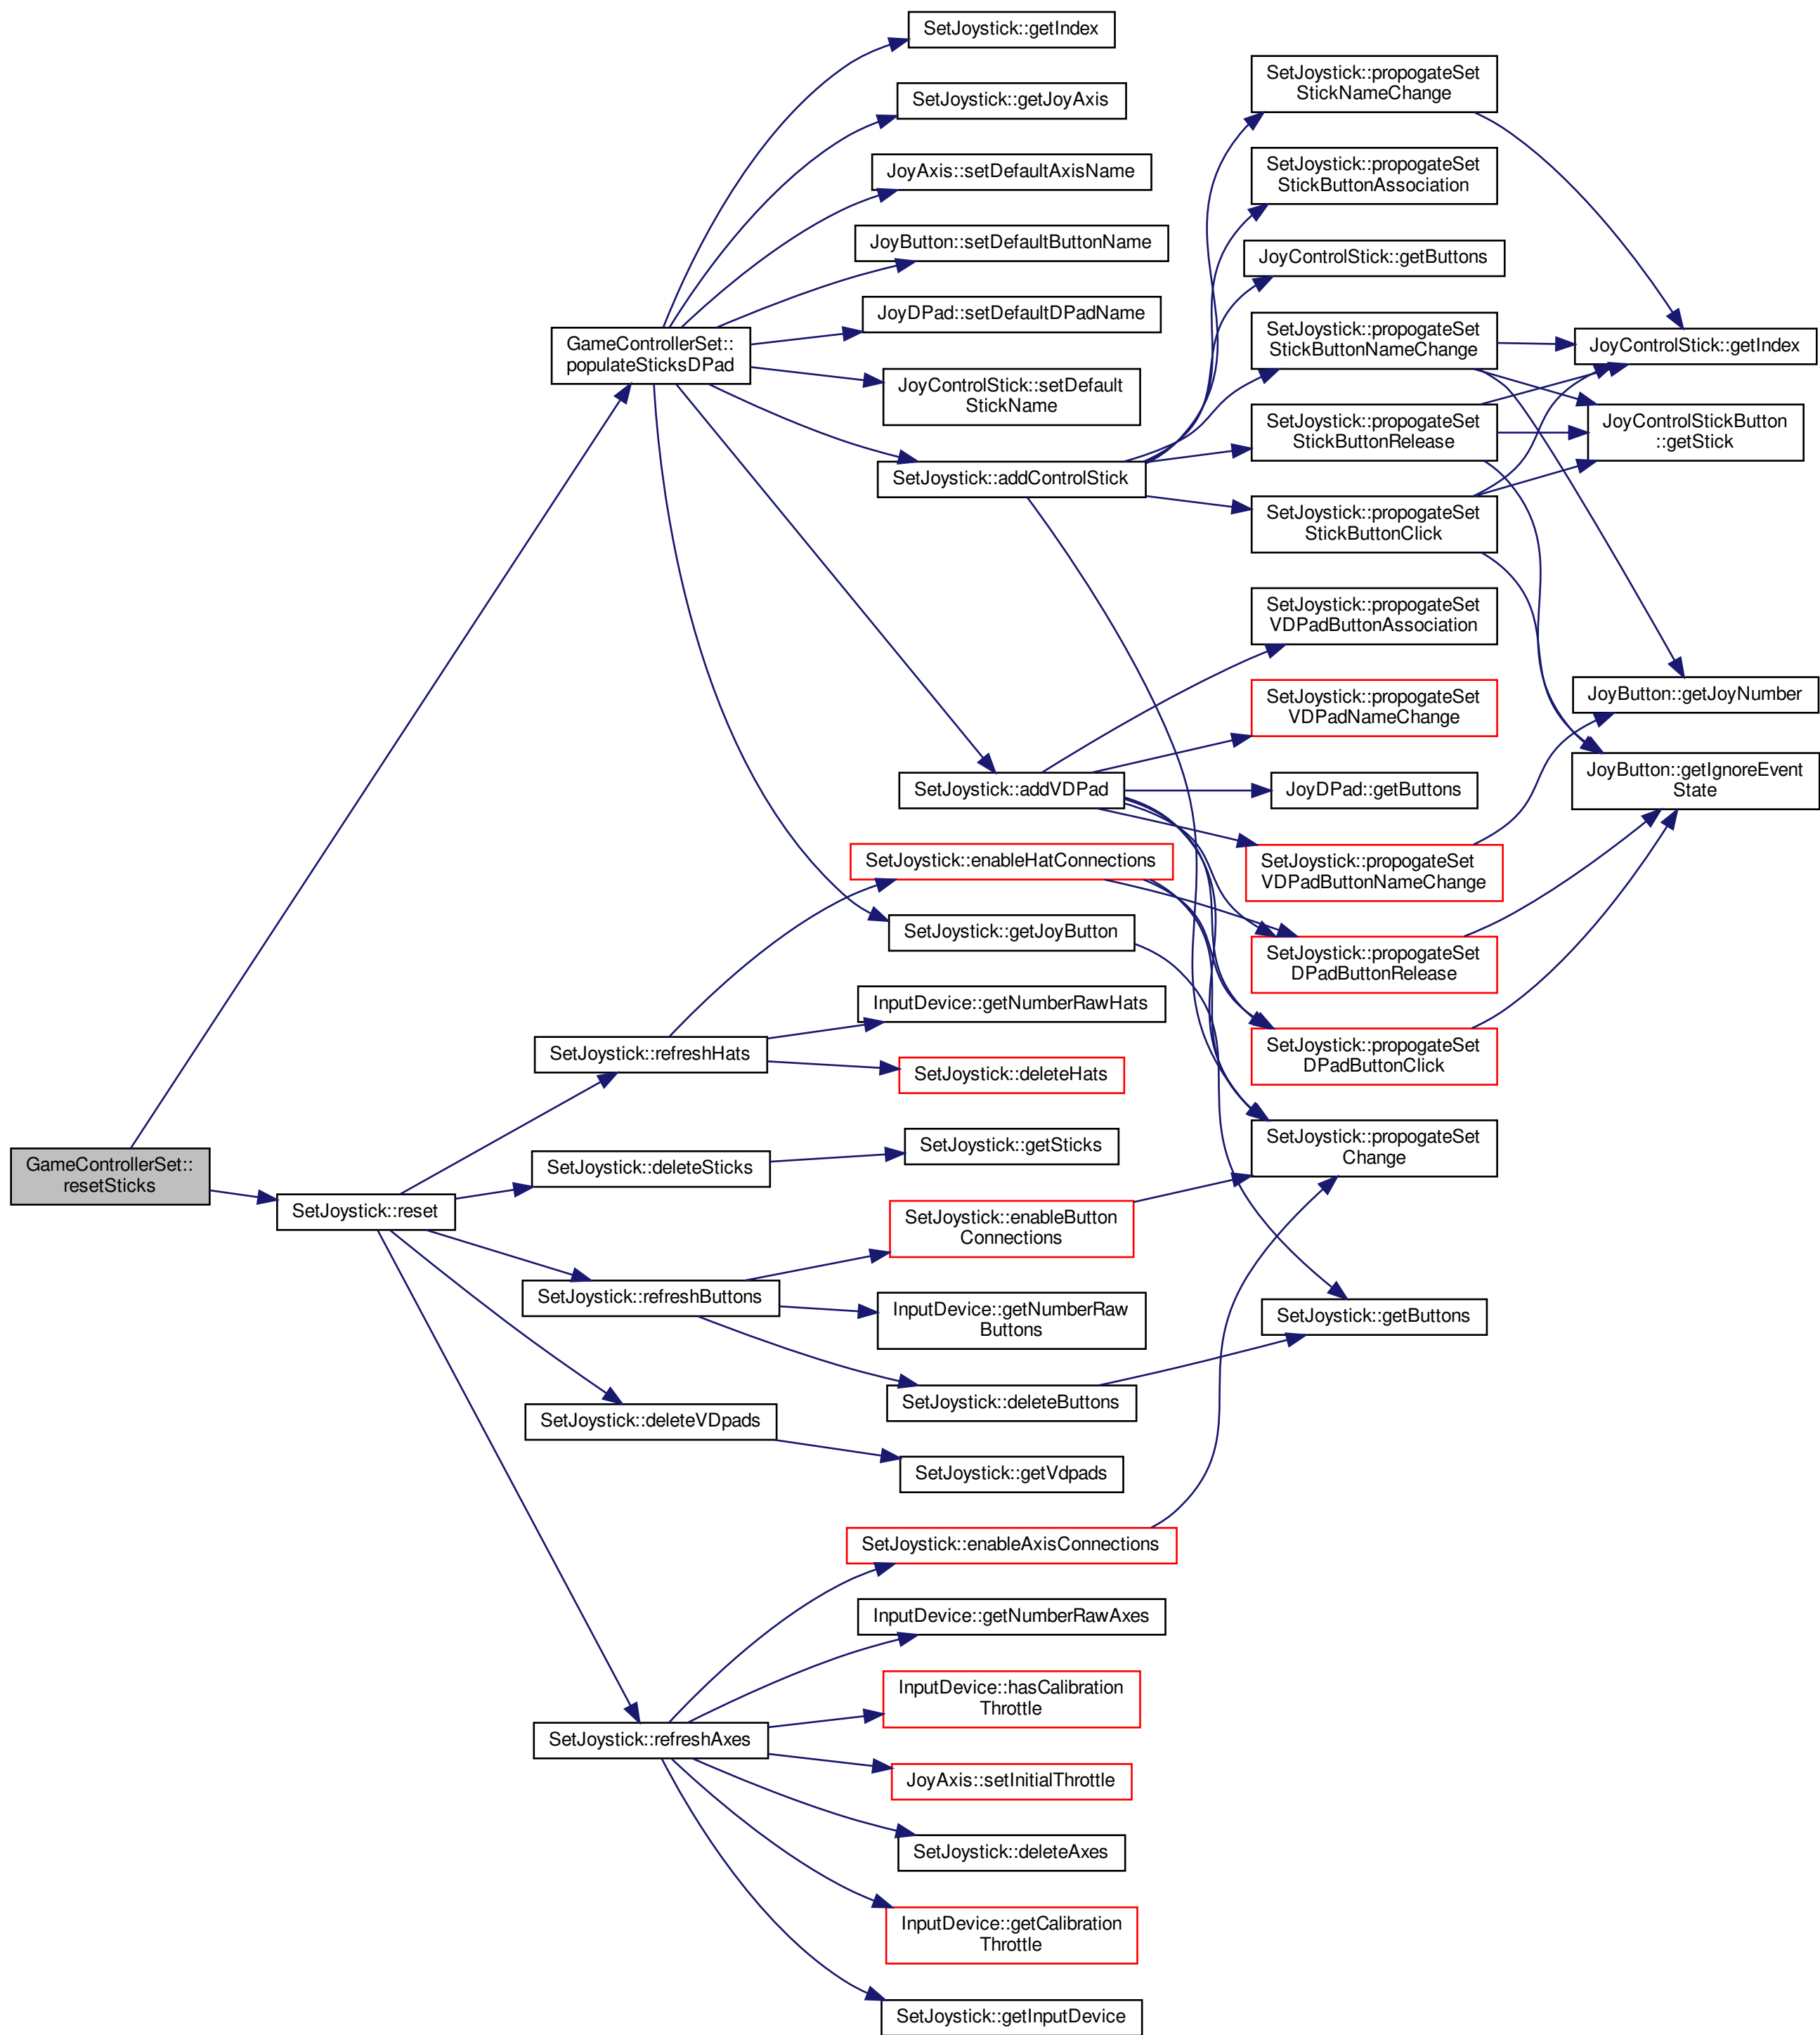 GameControllerSet::
resetSticks
GameControllerSet::
populateSticksDPad
SetJoystick::reset
SetJoystick::refreshHats
SetJoystick::deleteSticks
SetJoystick::refreshButtons
SetJoystick::deleteVDpads
SetJoystick::refreshAxes
SetJoystick::getIndex
SetJoystick::getJoyAxis
JoyAxis::setDefaultAxisName
JoyButton::setDefaultButtonName
JoyDPad::setDefaultDPadName
JoyControlStick::setDefault
StickName
SetJoystick::addControlStick
SetJoystick::addVDPad
SetJoystick::enableHatConnections
SetJoystick::getJoyButton
InputDevice::getNumberRawHats
SetJoystick::deleteHats
SetJoystick::getSticks
SetJoystick::enableButton
Connections
InputDevice::getNumberRaw
Buttons
SetJoystick::deleteButtons
SetJoystick::getVdpads
SetJoystick::enableAxisConnections
InputDevice::getNumberRawAxes
InputDevice::hasCalibration
Throttle
JoyAxis::setInitialThrottle
SetJoystick::deleteAxes
InputDevice::getCalibration
Throttle
SetJoystick::getInputDevice
SetJoystick::propogateSet
StickNameChange
SetJoystick::propogateSet
StickButtonAssociation
JoyControlStick::getButtons
SetJoystick::propogateSet
StickButtonNameChange
SetJoystick::propogateSet
StickButtonRelease
SetJoystick::propogateSet
StickButtonClick
SetJoystick::propogateSet
VDPadButtonAssociation
SetJoystick::propogateSet
VDPadNameChange
JoyDPad::getButtons
SetJoystick::propogateSet
VDPadButtonNameChange
SetJoystick::propogateSet
DPadButtonRelease
SetJoystick::propogateSet
DPadButtonClick
SetJoystick::propogateSet
Change
SetJoystick::getButtons
JoyControlStick::getIndex
JoyControlStickButton
::getStick
JoyButton::getJoyNumber
JoyButton::getIgnoreEvent
State